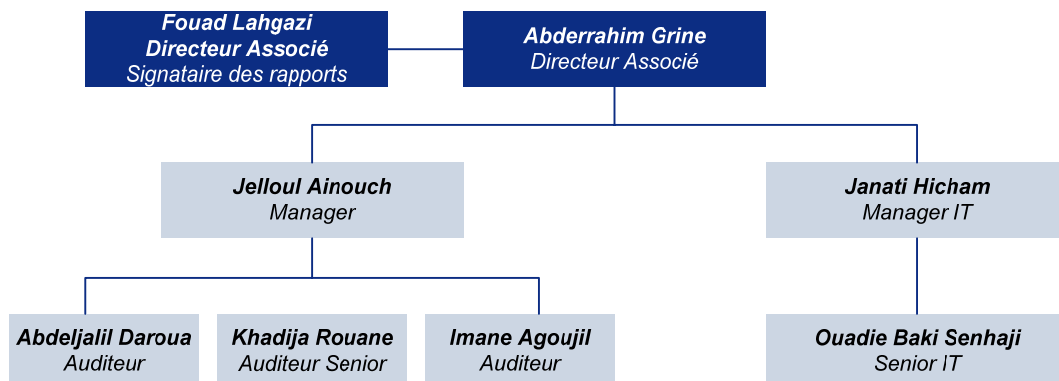 Fouad Lahgazi
Directeur Associé
Signataire des rapports
Abderrahim Grine
Directeur Associé
Jelloul Ainouch
Manager
Janati Hicham
Manager IT
Abdeljalil Daroua
Auditeur
Khadija Rouane
Auditeur Senior
Imane Agoujil
Auditeur
Ouadie Baki Senhaji
Senior IT